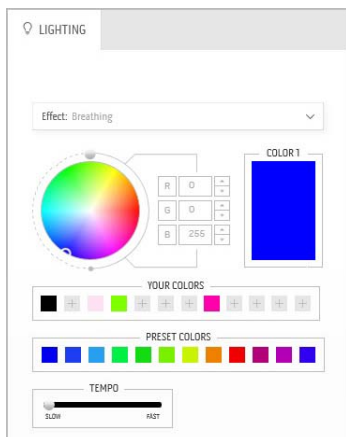 LIGHTING
Effect: Breathing
COLOR 1
R 0
G 0
B 255
YOUR COLORS
PRESET COLORS
TEMPO
SLOW FAST